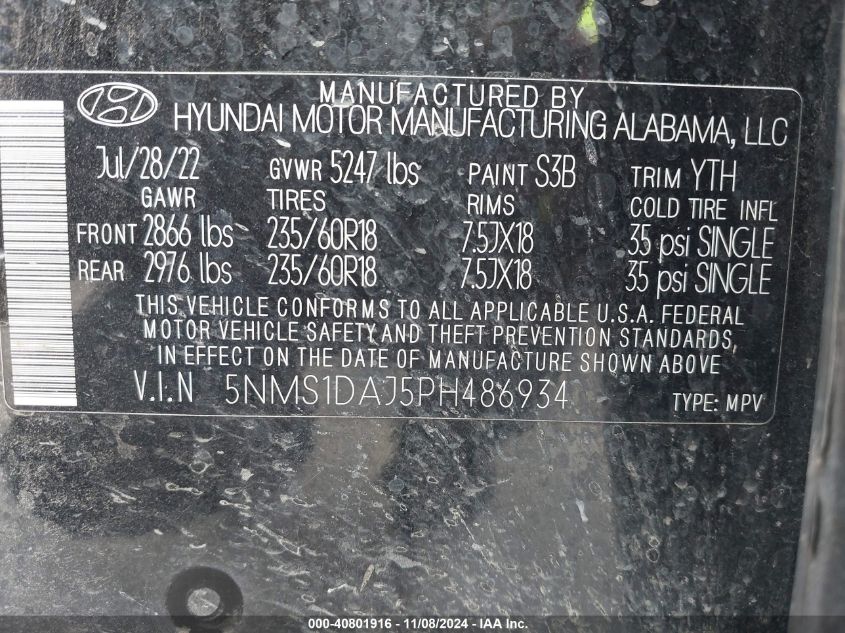 MANUFACTURED BY
HYUNDAI MOTOR MANUFACTURING ALABAMA, LLC
Jul/28/22 GVWR 5247 lbs PAINT S3B TRIM YTH
GAWR TIRES RIMS COLD TIRE INFL
FRONT 2866 lbs 235/60R18 7.5JX18 35 psi SINGLE
REAR 2976 lbs 235/60R18 7.5JX18 35 psi SINGLE
THIS VEHICLE CONFORMS TO ALL APPLICABLE U.S.A. FEDERAL
MOTOR VEHICLE SAFETY AND THEFT PREVENTION STANDARDS,
IN EFFECT ON THE DATE OF MANUFACTURE SHOWN ABOVE
V.I.N 5NMS1DAJ5PH486934 TYPE: MPV
000-40801916 - 11/08/2024 - IAA Inc.